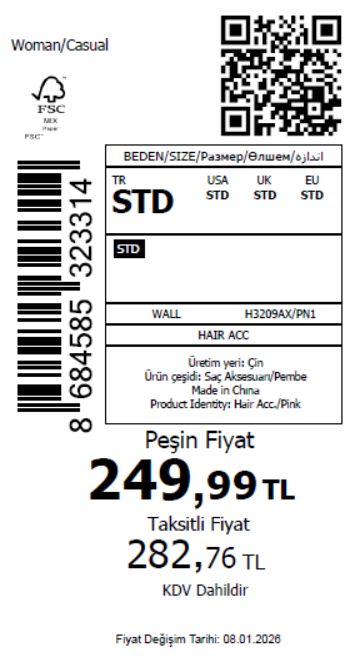 Woman/Casual
FSC
MIX
Paper
FSC™
8 684585 323314
BEDEN/SIZE/Размер/Өлшем/اندازه
TR USA UK EU
STD STD STD STD
STD
WALL H3209AX/PN1
HAIR ACC
Üretim yeri: Çin
Ürün çeşidi: Saç Aksesuarı/Pembe
Made in China
Product Identity: Hair Acc./Pink
Peşin Fiyat
249,99 TL
Taksitli Fiyat
282,76 TL
KDV Dahildir
Fiyat Değişim Tarihi: 08.01.2026